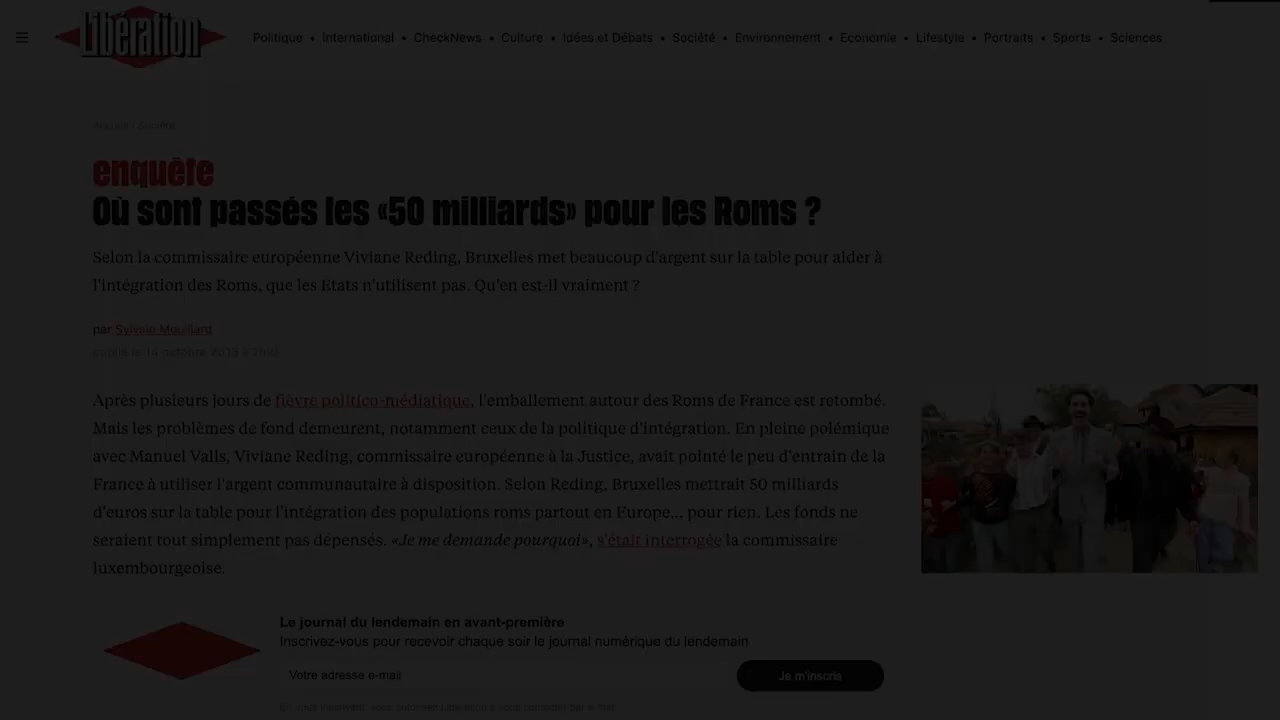 Libération
Politique • International • CheckNews • Culture • Idées et Débats • Société • Environnement • Economie • Lifestyle • Portraits • Sports • Sciences
Accueil / Société
enquête
Où sont passés les «50 milliards» pour les Roms ?
Selon la commissaire européenne Viviane Reding, Bruxelles met beaucoup d'argent sur la table pour aider à
l'intégration des Roms, que les Etats n'utilisent pas. Qu'en est-il vraiment ?
par Sylvain Mouillard
Après plusieurs jours de fièvre politico-médiatique, l'emballement autour des Roms de France est retombé.
Mais les problèmes de fond demeurent, notamment ceux de la politique d'intégration. En pleine polémique
avec Manuel Valls, Viviane Reding, commissaire européenne à la Justice, avait pointé le peu d'entrain de la
France à utiliser l'argent communautaire à disposition. Selon Reding, Bruxelles mettrait 50 milliards
d'euros sur la table pour l'intégration des populations roms partout en Europe... pour rien. Les fonds ne
seraient tout simplement pas dépensés. «Je me demande pourquoi», s'était interrogée la commissaire
luxembourgeoise.
Le journal du lendemain en avant-première
Inscrivez-vous pour recevoir chaque soir le journal numérique du lendemain
Votre adresse e-mail
Je m'inscris